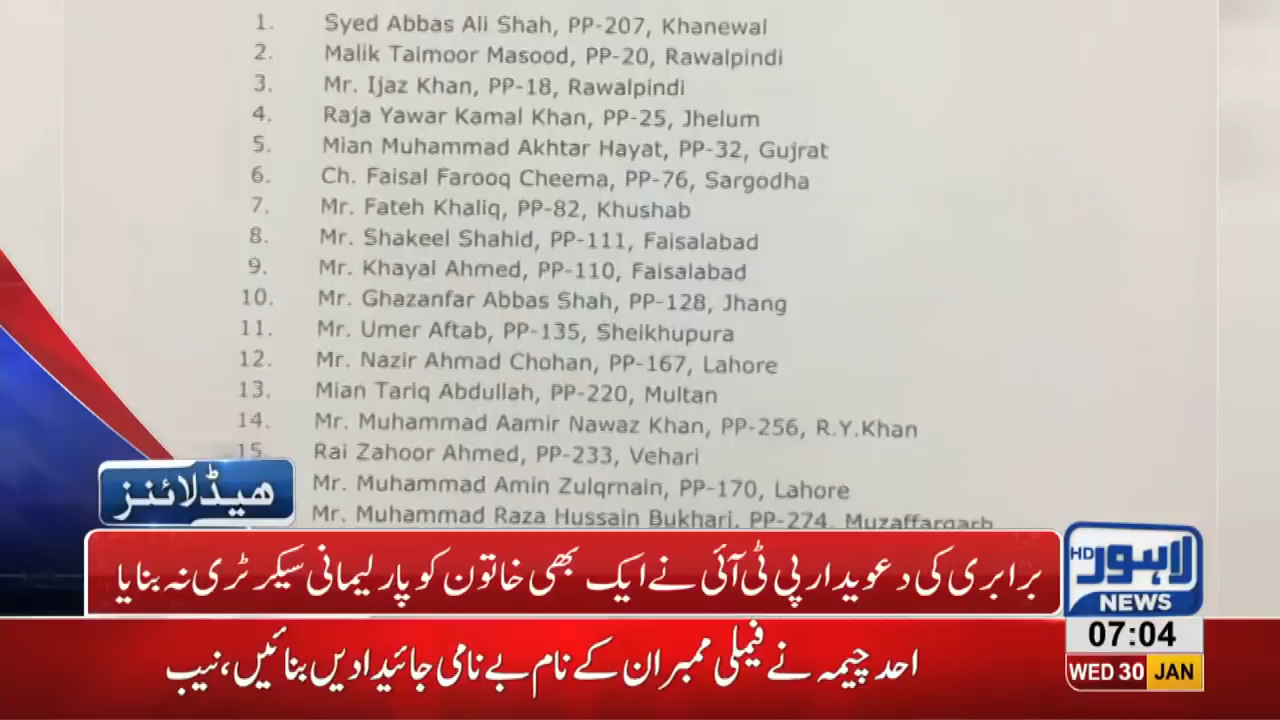 1. Syed Abbas Ali Shah, PP-207, Khanewal
2. Malik Taimoor Masood, PP-20, Rawalpindi
3. Mr. Ijaz Khan, PP-18, Rawalpindi
4. Raja Yawar Kamal Khan, PP-25, Jhelum
5. Mian Muhammad Akhtar Hayat, PP-32, Gujrat
6. Ch. Faisal Farooq Cheema, PP-76, Sargodha
7. Mr. Fateh Khaliq, PP-82, Khushab
8. Mr. Shakeel Shahid, PP-111, Faisalabad
9. Mr. Khayal Ahmed, PP-110, Faisalabad
10. Mr. Ghazanfar Abbas Shah, PP-128, Jhang
11. Mr. Umer Aftab, PP-135, Sheikhupura
12. Mr. Nazir Ahmad Chohan, PP-167, Lahore
13. Mian Tariq Abdullah, PP-220, Multan
14. Mr. Muhammad Aamir Nawaz Khan, PP-256, R.Y.Khan
15. Rai Zahoor Ahmed, PP-233, Vehari
Mr. Muhammad Amin Zulqrnain, PP-170, Lahore
Mr. Muhammad Raza Hussain Bukhari, PP-274, Muzaffargarh
ہیڈلائنز
برابری کی دعویدار پی ٹی آئی نے ایک بھی خاتون کو پارلیمانی سیکرٹری نہ بنایا
HD لاہور
NEWS
07:04
WED 30 JAN
احد چیمہ نے فیملی ممبران کے نام بے نامی جائیدادیں بنائیں، نیب